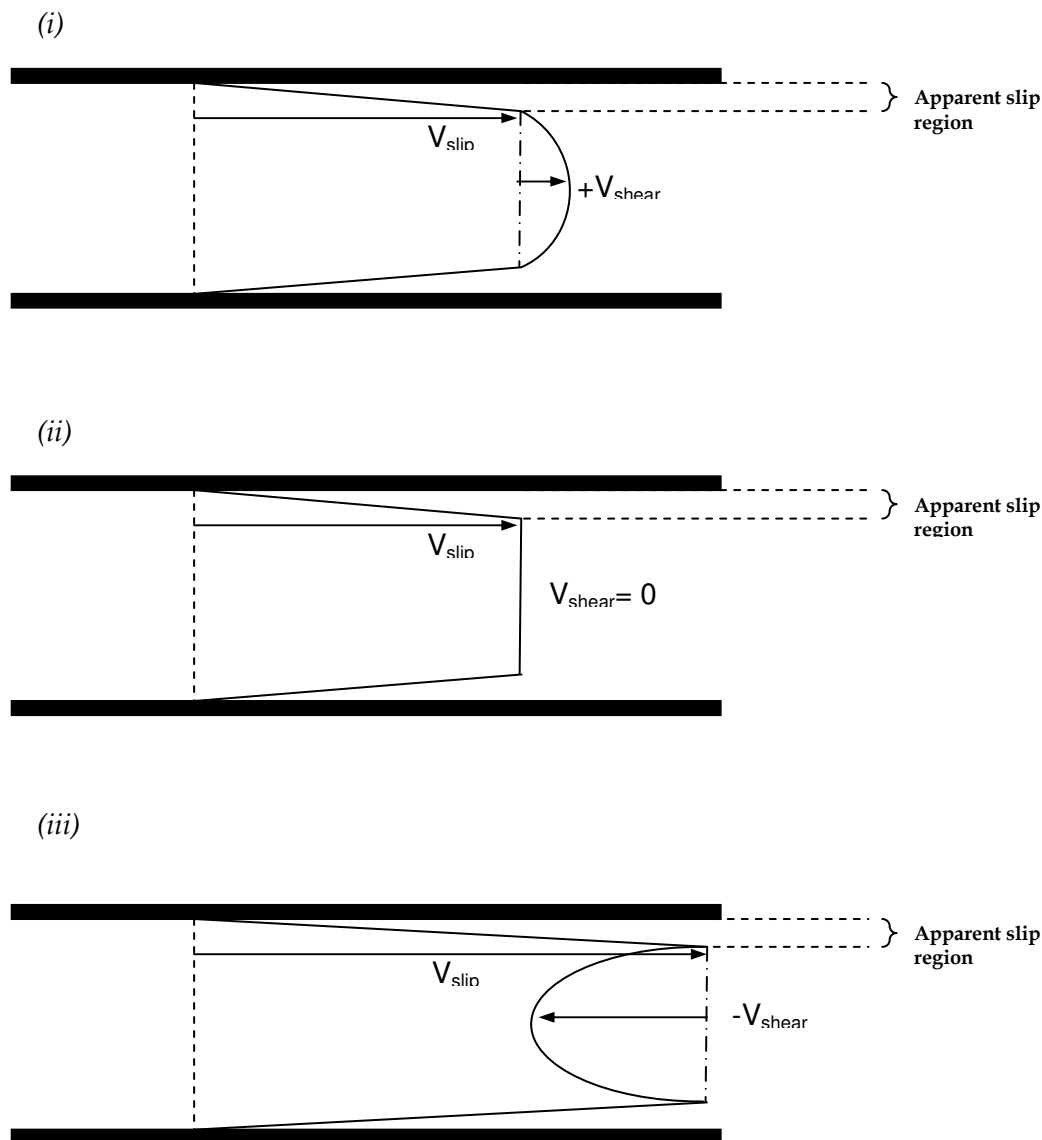 (i)
Apparent slip
region
V_slip
+V_shear
(ii)
Apparent slip
region
V_slip
V_shear= 0
(iii)
Apparent slip
region
V_slip
-V_shear